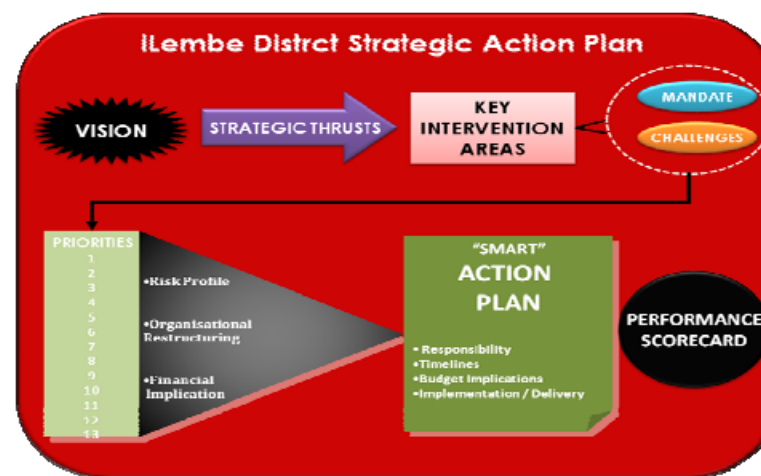 iLembe Distrct Strategic Action Plan
VISION
STRATEGIC THRUSTS
KEY
INTERVENTION
AREAS
MANDATE
CHALLENGES
PRIORITIES
1
2
3
4
5
6
7
8
9
10
11
12
13
•Risk Profile
•Organisational
Restructuring
•Financial
Implication
"SMART"
ACTION
PLAN
• Responsibility
•Timelines
•Budget Implications
•Implementation / Delivery
PERFORMANCE
SCORECARD